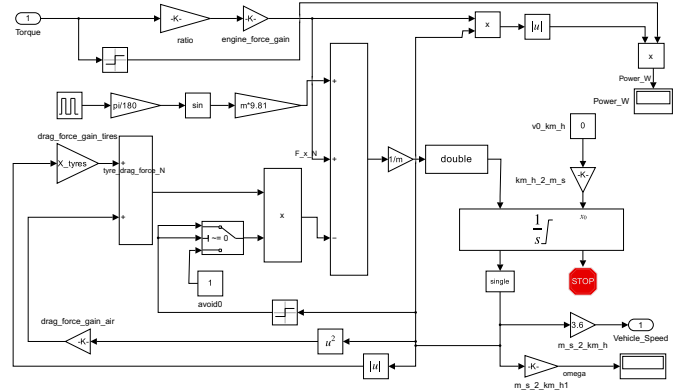 1
Torque
-K-
ratio
-K-
engine_force_gain
x
|u|
x
Power_W
Power_W
pi/180
sin
m*9.81
+
F_x_N
+
−
1/m
double
v0_km_h
0
-K-
km_h_2_m_s
drag_force_gain_tires
X_tyres
+
tyre_drag_force_N
+
x
~= 0
1
avoid0
1
s
x₀
single
STOP
drag_force_gain_air
-K-
u²
|u|
3.6
m_s_2_km_h
1
Vehicle_Speed
-K-
m_s_2_km_h1
omega